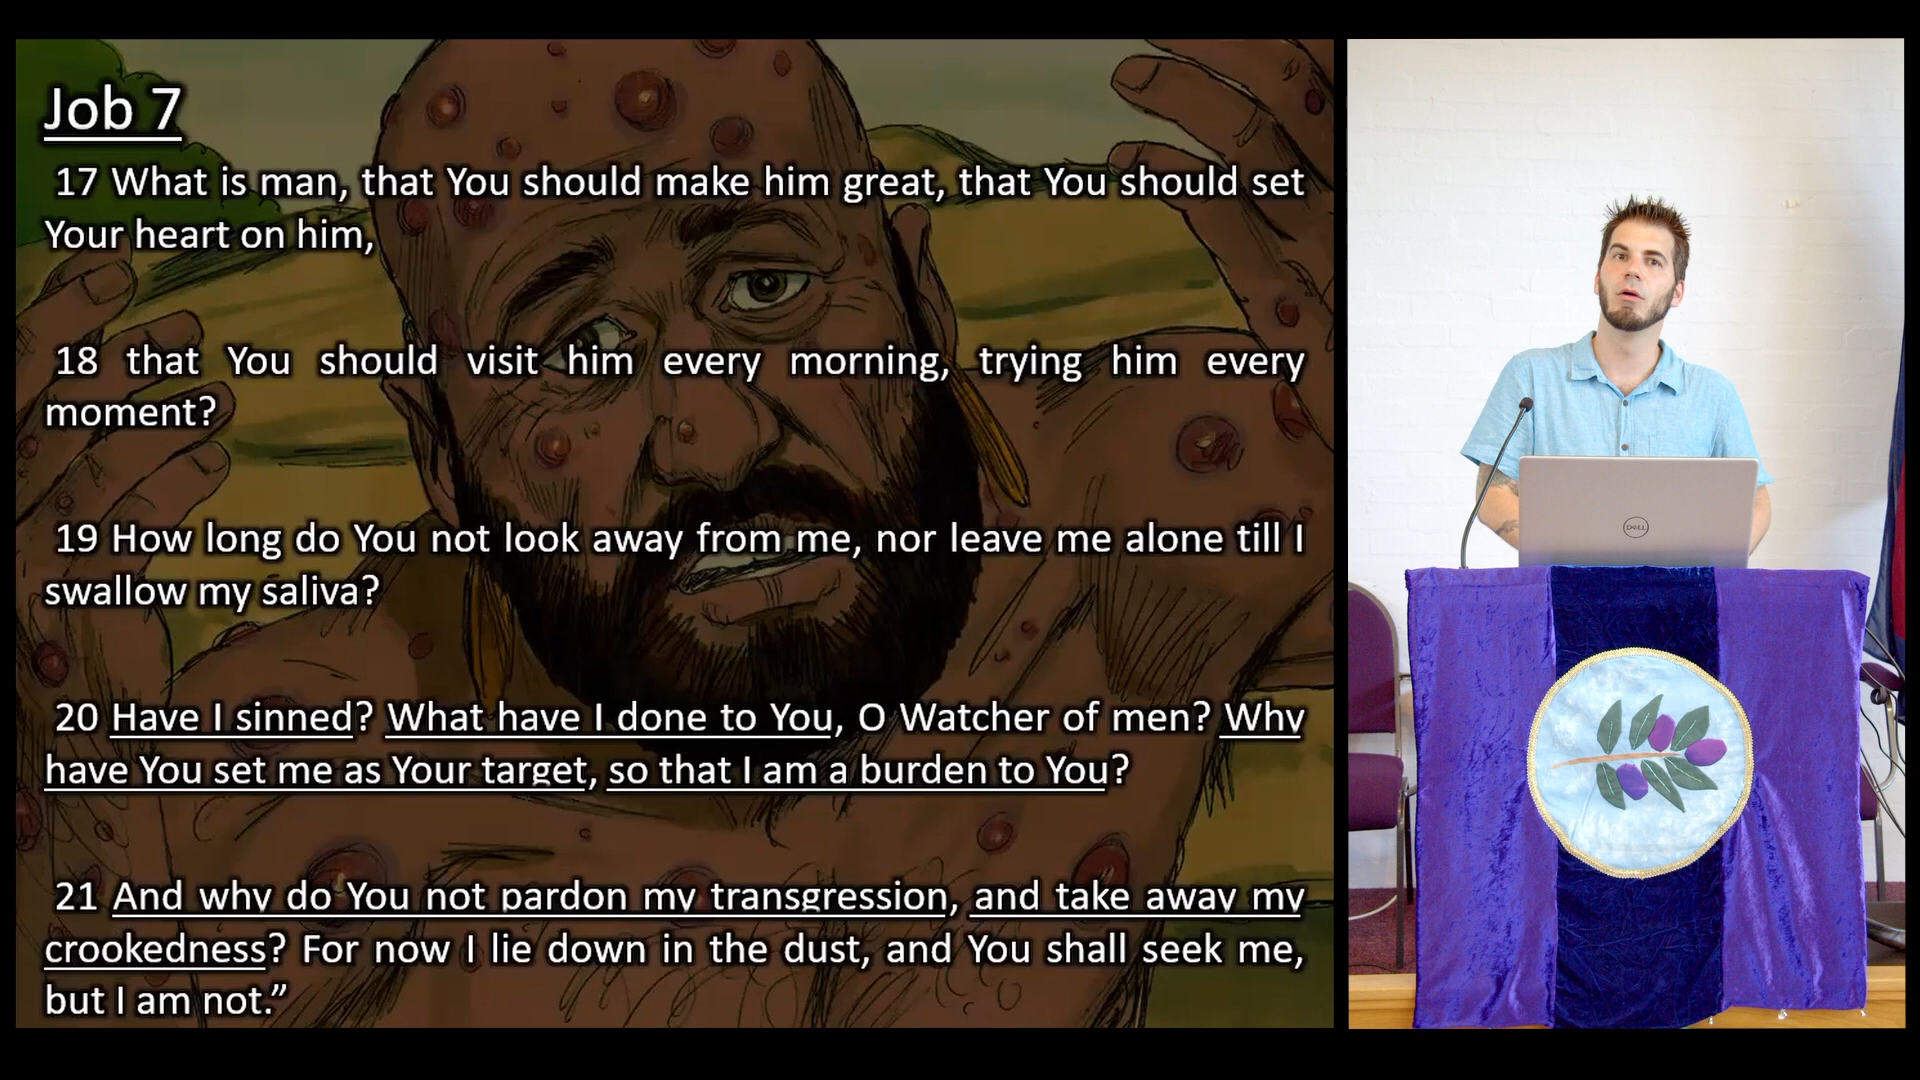 Job 7
17 What is man, that You should make him great, that You should set
Your heart on him,
18 that You should visit him every morning, trying him every
moment?
19 How long do You not look away from me, nor leave me alone till I
swallow my saliva?
20 Have I sinned? What have I done to You, O Watcher of men? Why
have You set me as Your target, so that I am a burden to You?
21 And why do You not pardon my transgression, and take away my
crookedness? For now I lie down in the dust, and You shall seek me,
but I am not.”
DELL